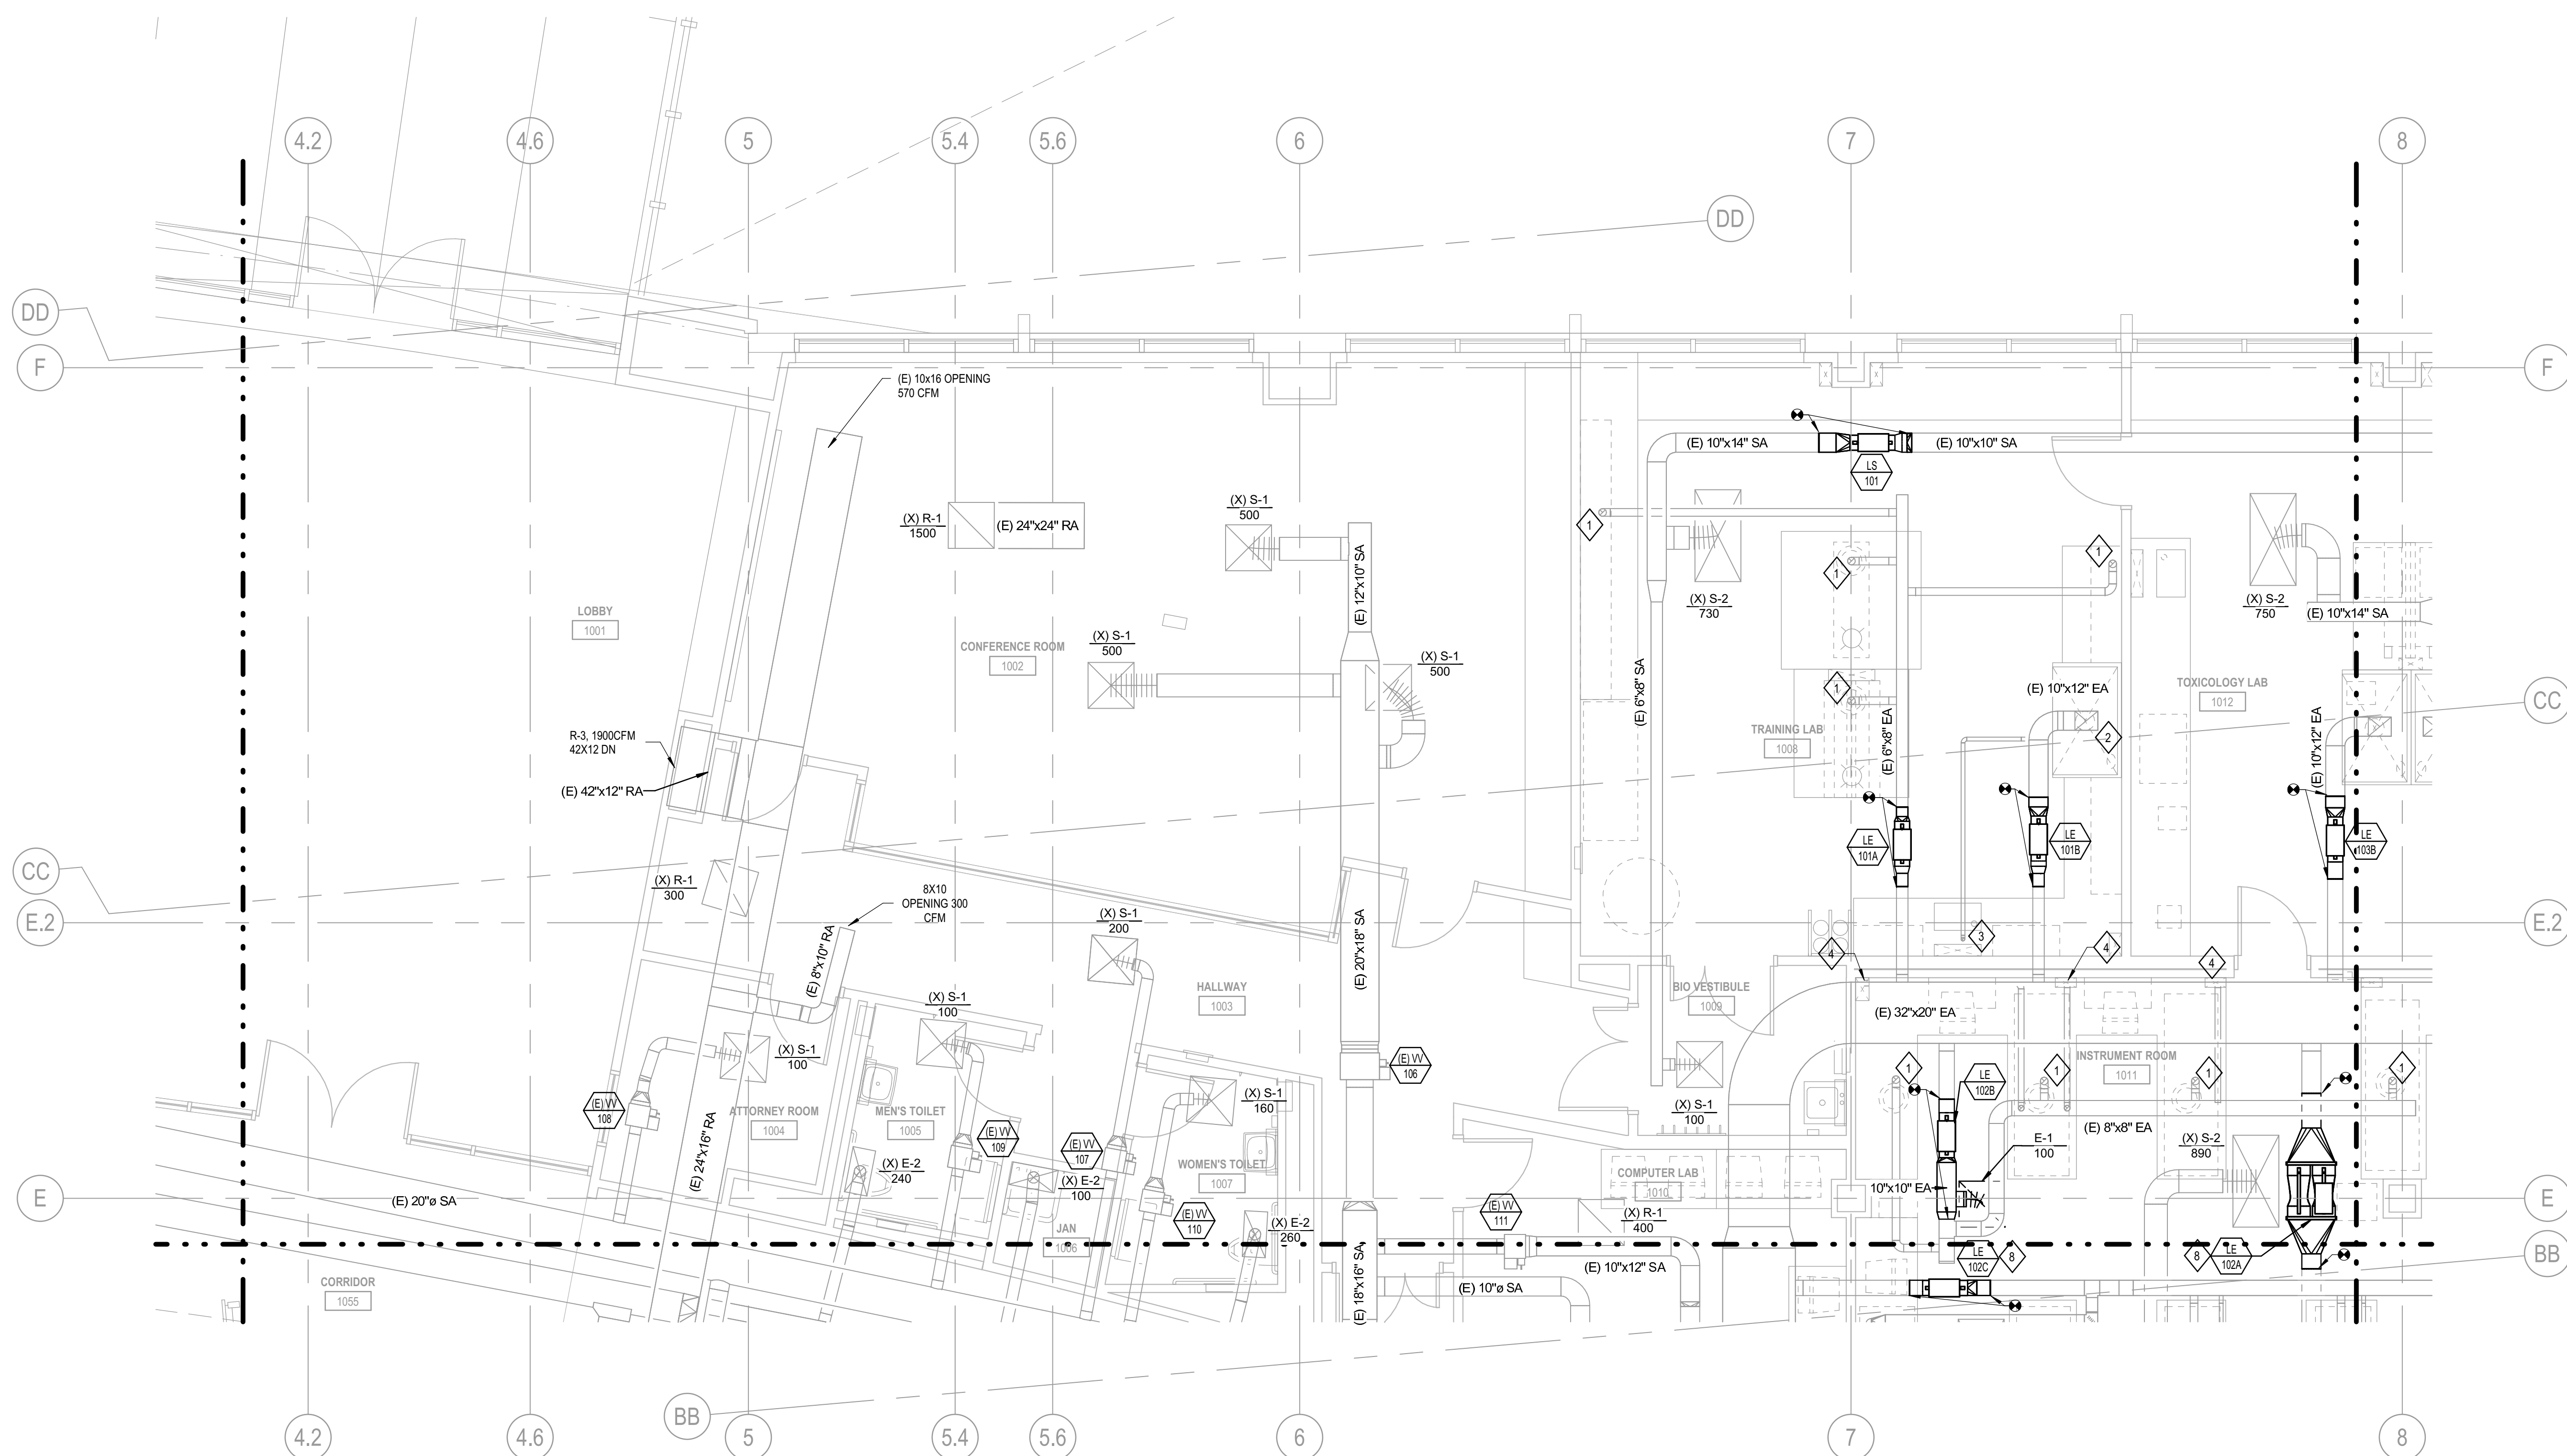 4.2
4.6
5
5.4
5.6
6
7
8
DD
DD
F
F
(E) 10x16 OPENING
570 CFM
(E) 10"x14" SA
(E) 10"x10" SA
LS
101
(X) R-1
1500
(E) 24"x24" RA
(X) S-1
500
(E) 12"x10" SA
1
1
1
(X) S-2
730
(X) S-2
750
(E) 10"x14" SA
LOBBY
1001
CONFERENCE ROOM
1002
(X) S-1
500
(X) S-1
500
(E) 6"x8" SA
1
(E) 10"x12" EA
TOXICOLOGY LAB
1012
CC
R-3, 1900CFM
42X12 DN
(E) 42"x12" RA
TRAINING LAB
1008
(E) 6"x8" EA
2
(E) 10"x12" EA
LE
101A
LE
101B
LE
103B
CC
(X) R-1
300
8X10
OPENING 300
CFM
(X) S-1
200
E.2
E.2
(E) 8"x10" RA
(E) 20"x18" SA
4
3
4
4
HALLWAY
1003
BIO VESTIBULE
1009
(X) S-1
100
(E) 32"x20" EA
(X) S-1
100
(E) VV
106
INSTRUMENT ROOM
1011
1
1
1
1
LE
102B
(E) VV
108
ATTORNEY ROOM
1004
MEN'S TOILET
1005
(X) S-1
160
(X) S-1
100
(E) 8"x8" EA
(E) VV
109
(E) VV
107
E-1
100
(X) S-2
890
(E) 24"x16" RA
(X) E-2
240
(X) E-2
100
WOMEN'S TOILET
1007
COMPUTER LAB
1010
10"x10" EA
E
E
(E) 20"ø SA
(E) VV
110
(X) E-2
260
(E) VV
111
(X) R-1
400
JAN
1006
LE
102C
8
8
LE
102A
BB
(E) 18"x16" SA
(E) 10"x12" SA
(E) 10"ø SA
CORRIDOR
1055
BB
4.2
4.6
5
5.4
5.6
6
7
8